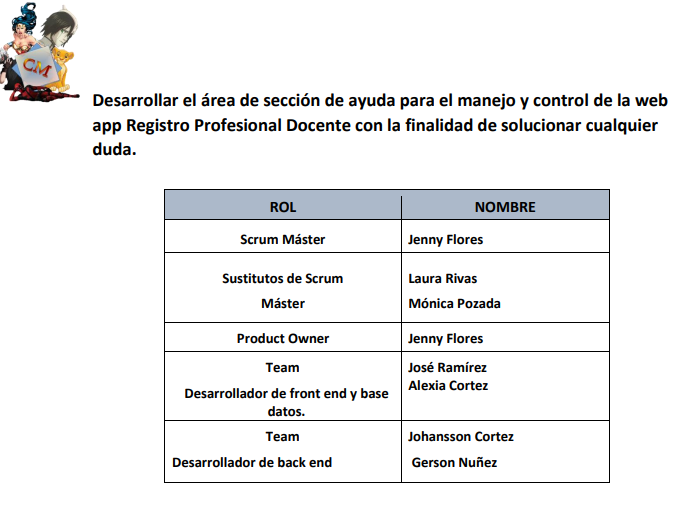 CM
Desarrollar el área de sección de ayuda para el manejo y control de la web
app Registro Profesional Docente con la finalidad de solucionar cualquier
duda.
ROL NOMBRE
Scrum Máster Jenny Flores
Sustitutos de Scrum Laura Rivas
Máster Mónica Pozada
Product Owner Jenny Flores
Team José Ramírez
Alexia Cortez
Desarrollador de front end y base
datos.
Team Johansson Cortez
Desarrollador de back end Gerson Nuñez